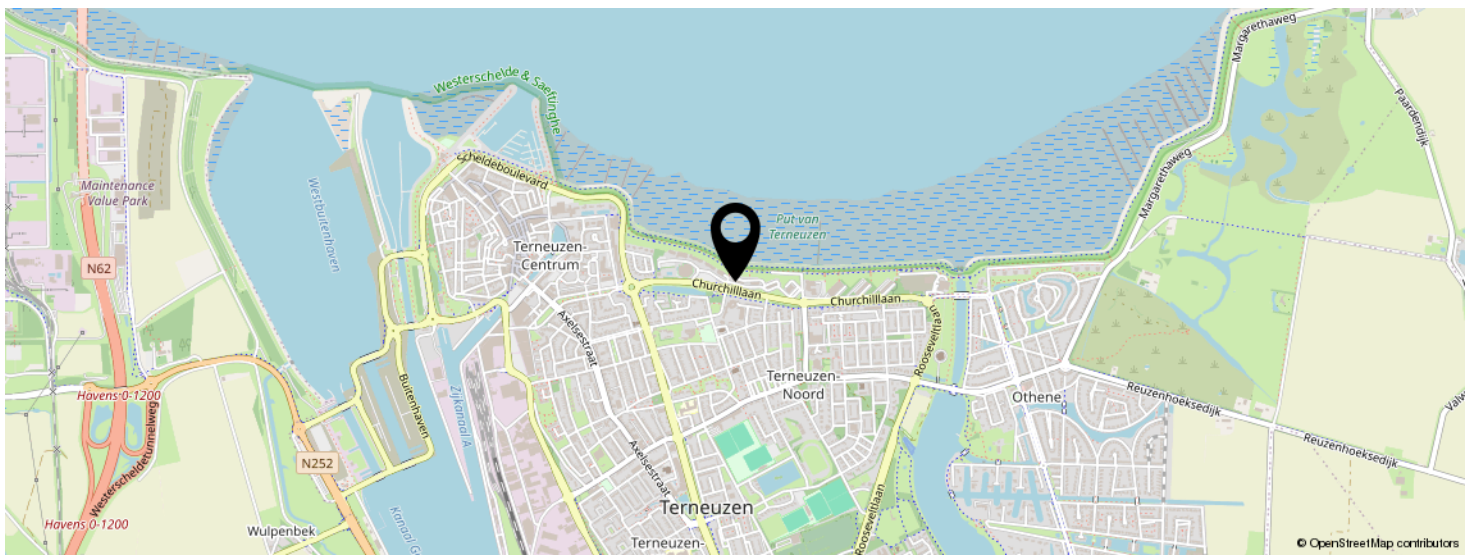 Margarethaweg
Westerschelde & Saeftinghe
Paardendijk
Scheldeboulevard
Maintenance
Value Park
Westbuitenhaven
Margarethaweg
Put van
Terneuzen
Terneuzen-
Centrum
N62
Churchilllaan
Churchilllaan
Axelsestraat
Rooseveltlaan
Buitenhaven
Zijkanaal A
Terneuzen-
Noord
Othene
Reuzenhoeksedijk
Havens 0-1200
Westerscheldetunnelweg
Reuzenhoeksedijk
N252
Axelsestraat
Rooseveltlaan
Terneuzen
Havens 0-1200
Wulpenbek
Terneuzen-
© OpenStreetMap contributors